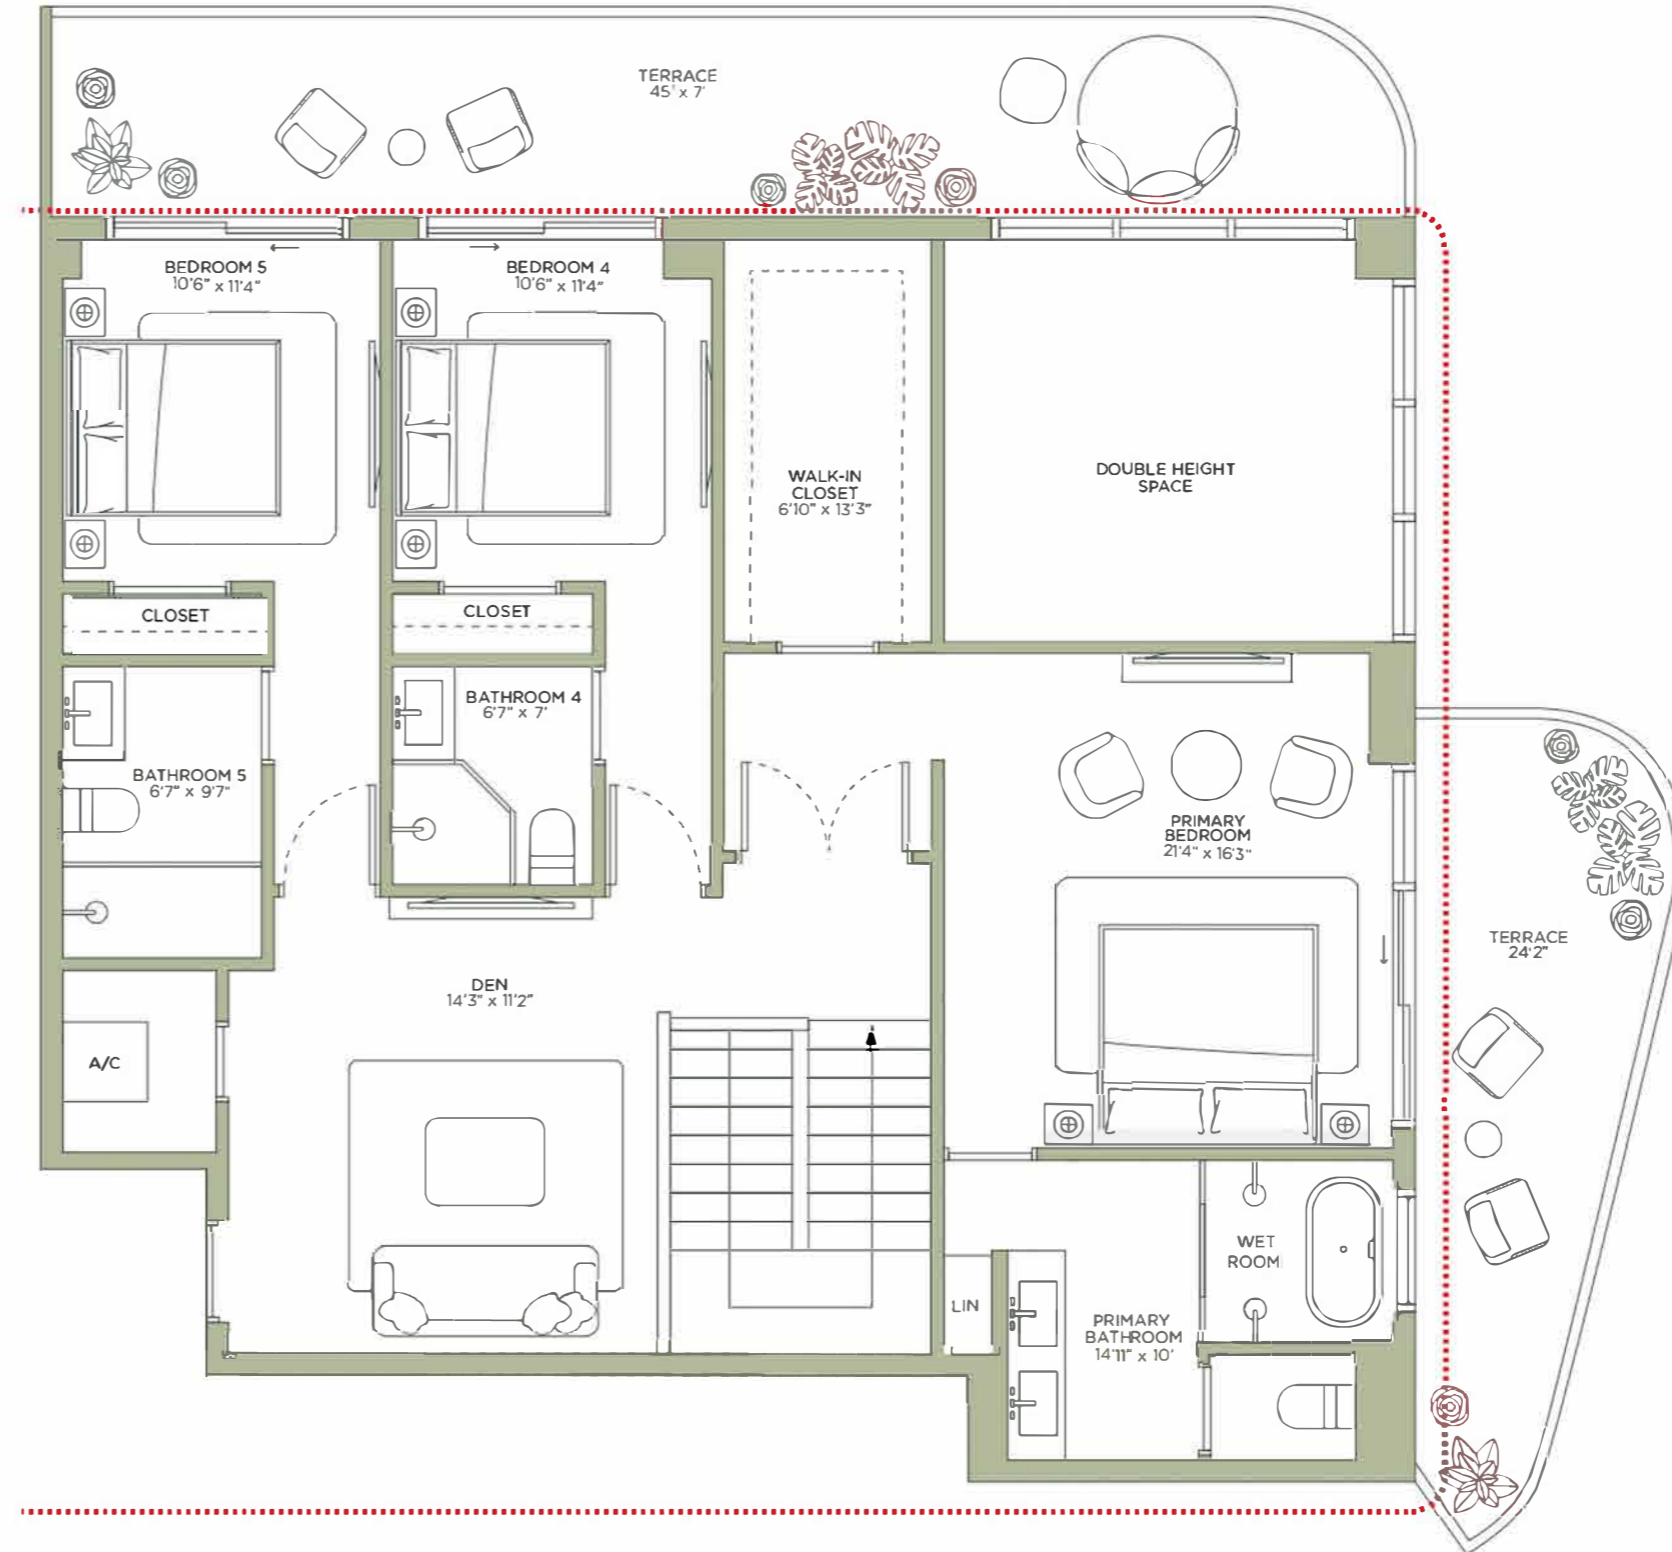 TERRACE
45' x 7'
BEDROOM 5
10'6" x 11'4"
BEDROOM 4
10'6" x 11'4"
WALK-IN
CLOSET
6'10" x 13'3"
DOUBLE HEIGHT
SPACE
CLOSET
CLOSET
BATHROOM 4
6'7" x 7'
BATHROOM 5
6'7" x 9'7"
PRIMARY
BEDROOM
21'4" x 16'3"
TERRACE
24'2"
DEN
14'3" x 11'2"
A/C
WET
ROOM
LIN
PRIMARY
BATHROOM
14'11" x 10'